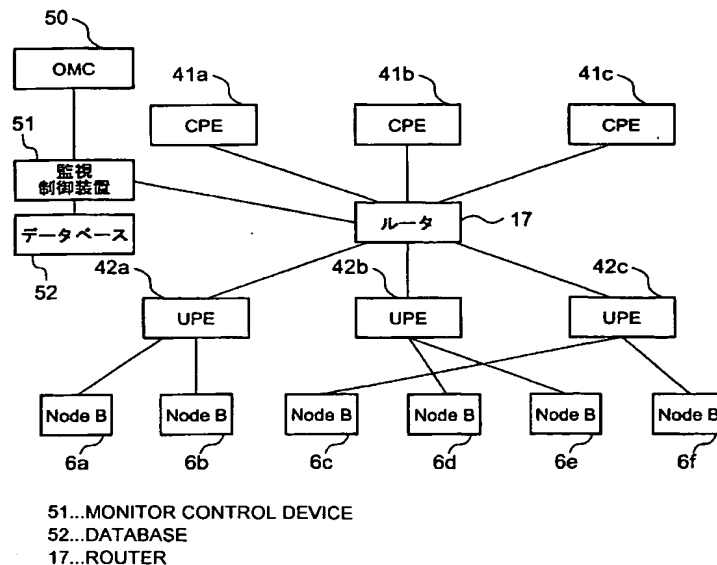 50
OMC
41a
41b
41c
CPE
CPE
CPE
51
監視
制御装置
ルータ
17
データベース
52
42a
42b
42c
UPE
UPE
UPE
Node B
Node B
Node B
Node B
Node B
Node B
6a
6b
6c
6d
6e
6f
51...MONITOR CONTROL DEVICE
52...DATABASE
17...ROUTER